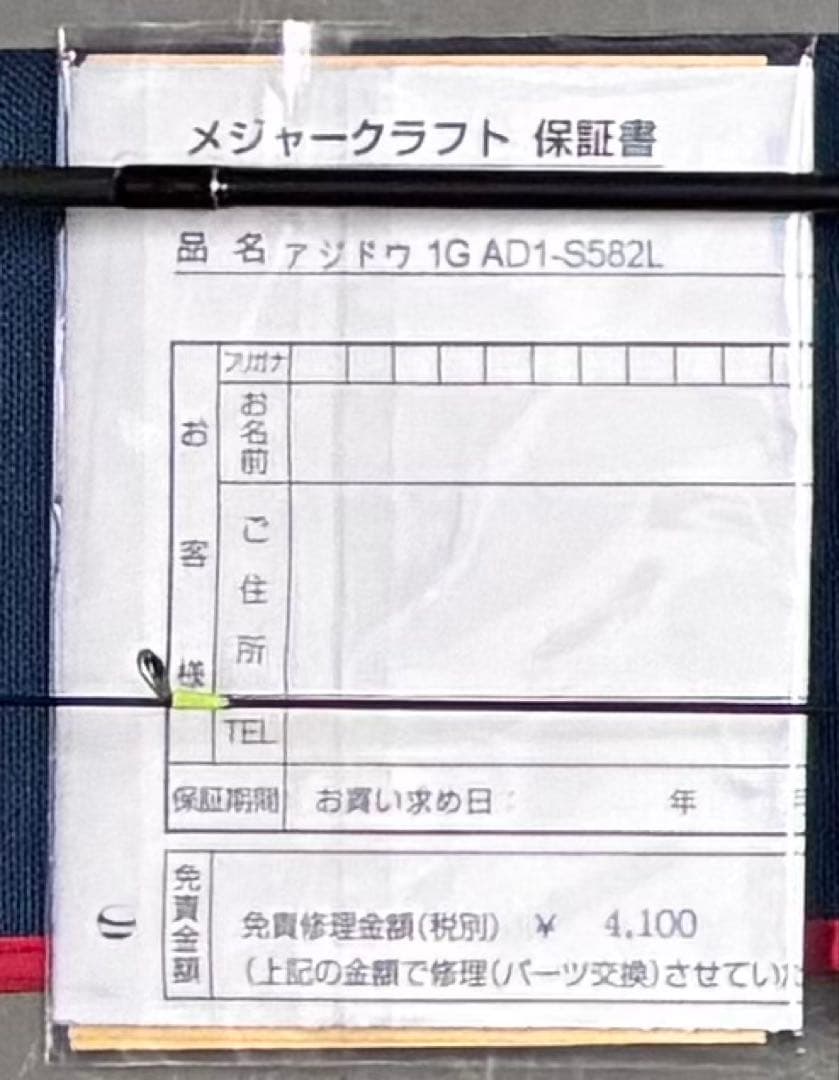 メジャークラフト 保証書
品 名 アジドウ 1G AD1-S582L
お客様
フリガナ
お名前
ご住所
TEL
保証期間 お買い求め日: 年
免責金額
免責修理金額(税別) ¥ 4,100
(上記の金額で修理(パーツ交換)させてい